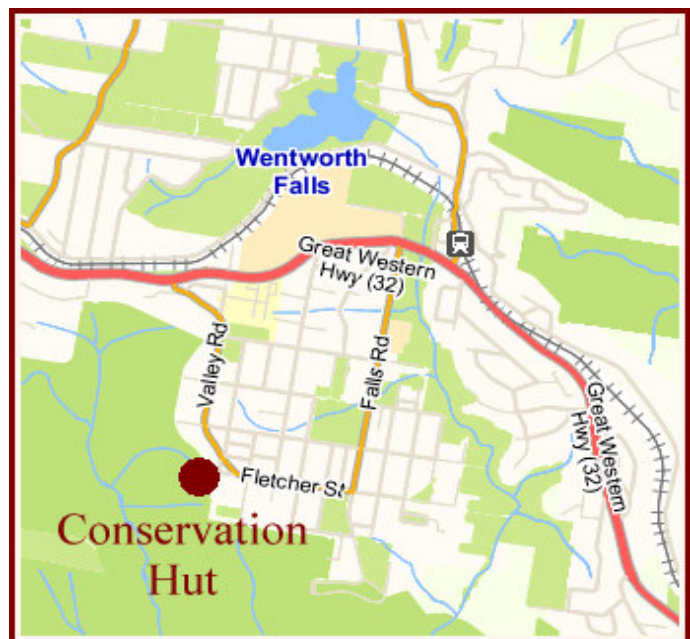 Wentworth
Falls
Great Western
Hwy (32)
Valley Rd
Falls Rd
Great Western
Hwy (32)
Fletcher St
Conservation
Hut